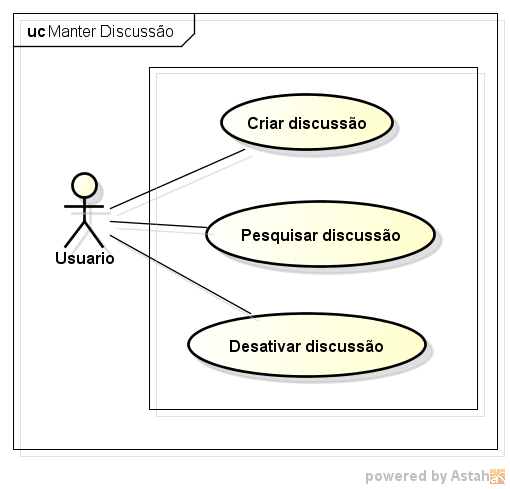 uc Manter Discussão
Criar discussão
Pesquisar discussão
Usuario
Desativar discussão
powered by Astah